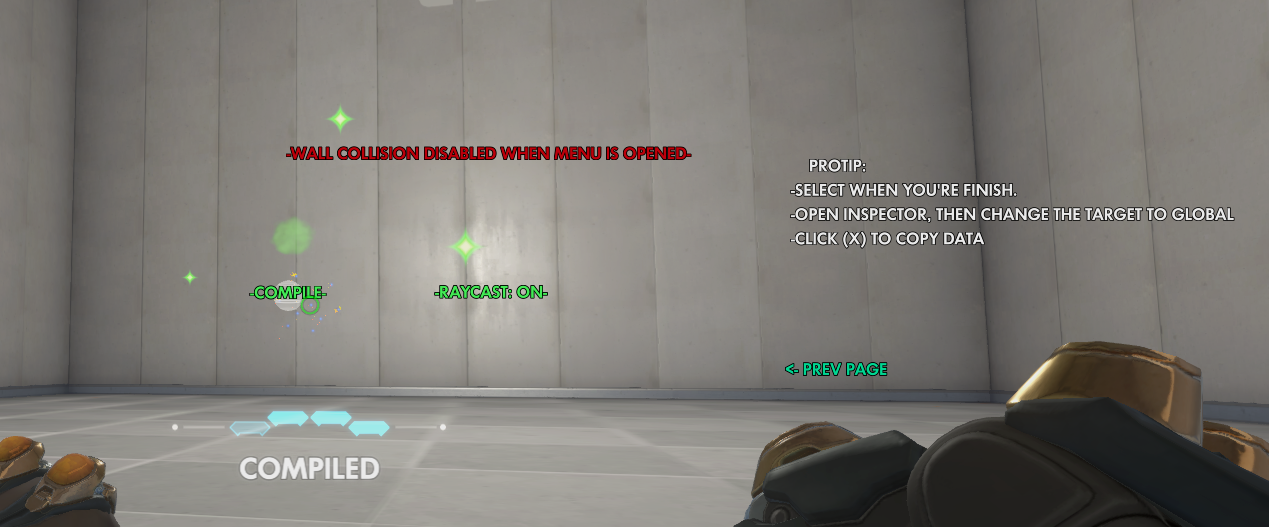 -WALL COLLISION DISABLED WHEN MENU IS OPENED-
PROTIP:
-SELECT WHEN YOU'RE FINISH.
-OPEN INSPECTOR, THEN CHANGE THE TARGET TO GLOBAL
-CLICK (X) TO COPY DATA
-COMPILE-
-RAYCAST: ON-
<- PREV PAGE
COMPILED